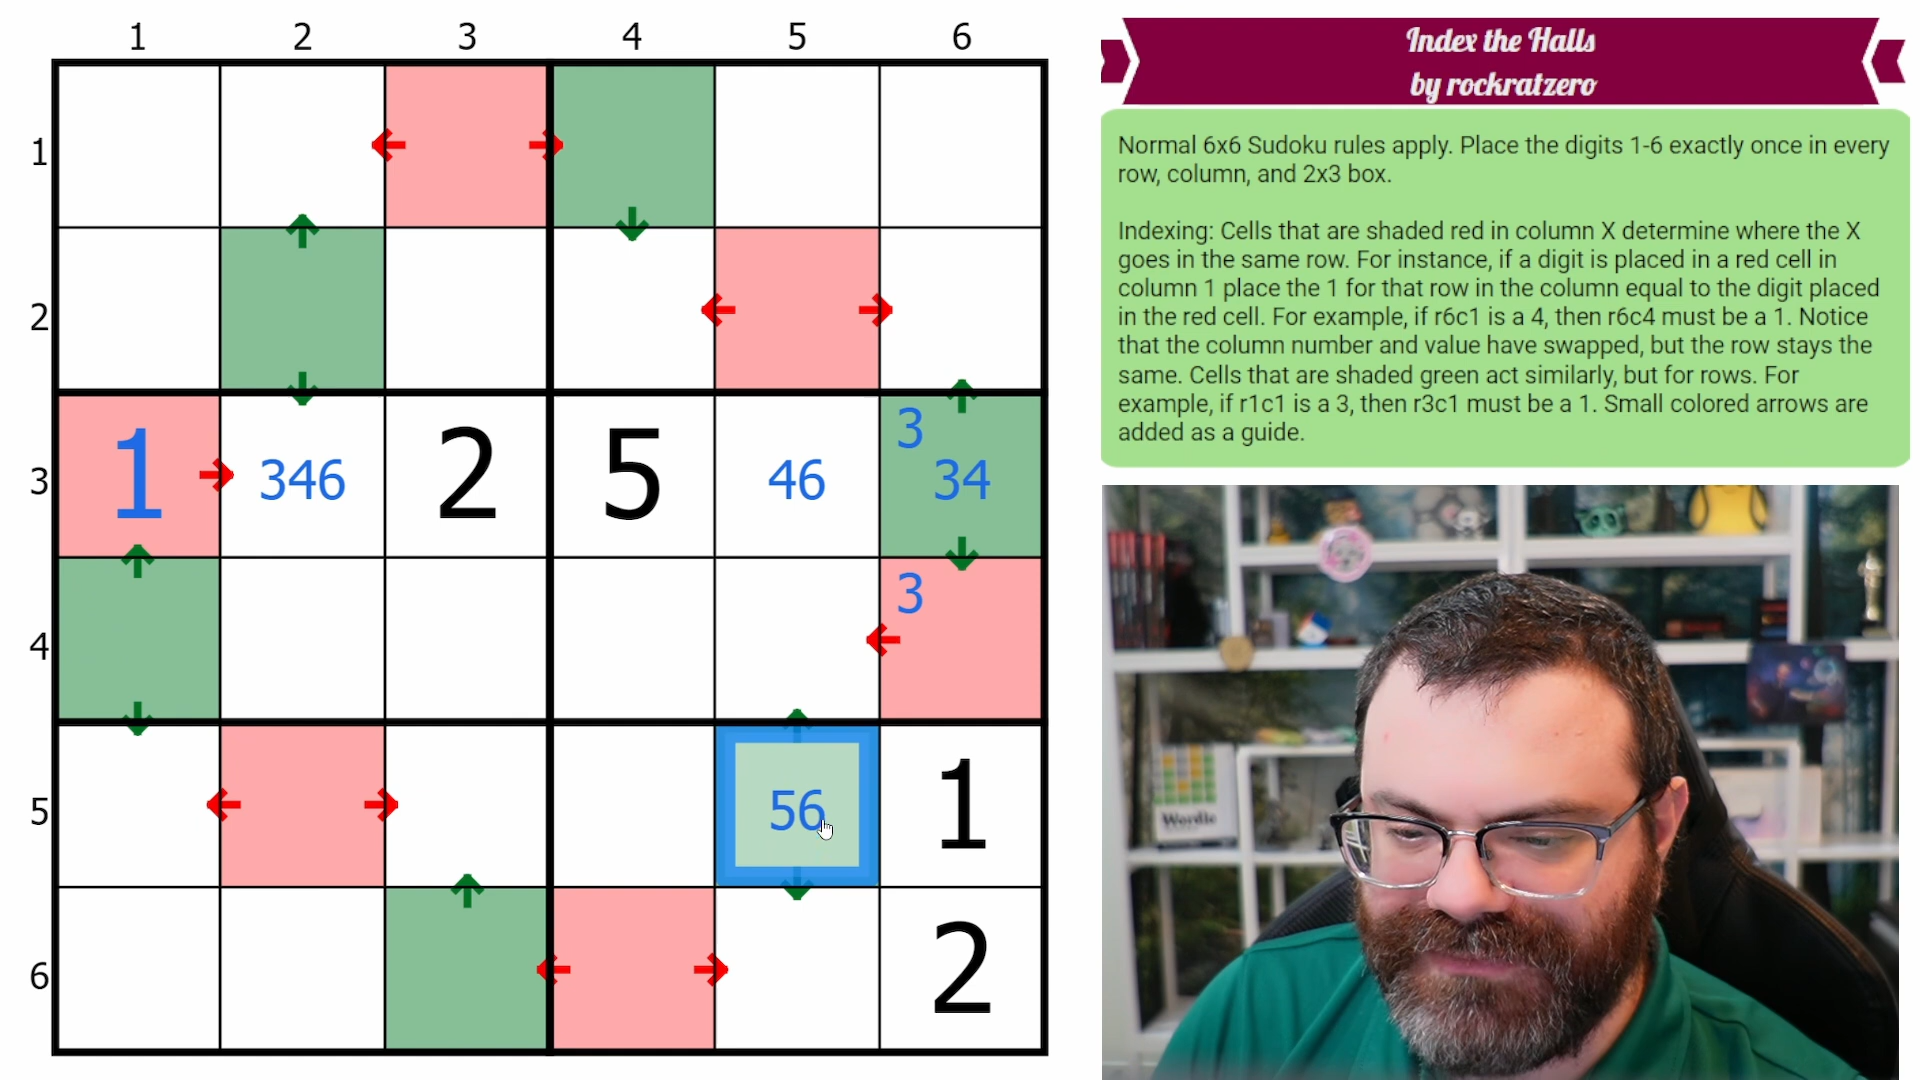 1 2 3 4 5 6
Index the Halls
by rockratzero
Normal 6x6 Sudoku rules apply. Place the digits 1-6 exactly once in every
row, column, and 2x3 box.
Indexing: Cells that are shaded red in column X determine where the X
goes in the same row. For instance, if a digit is placed in a red cell in
column 1 place the 1 for that row in the column equal to the digit placed
in the red cell. For example, if r6c1 is a 4, then r6c4 must be a 1. Notice
that the column number and value have swapped, but the row stays the
same. Cells that are shaded green act similarly, but for rows. For
example, if r1c1 is a 3, then r3c1 must be a 1. Small colored arrows are
added as a guide.
1
2
3 1 346 2 5 46 3 34
4 3
5 56 1
6 2
Wordle